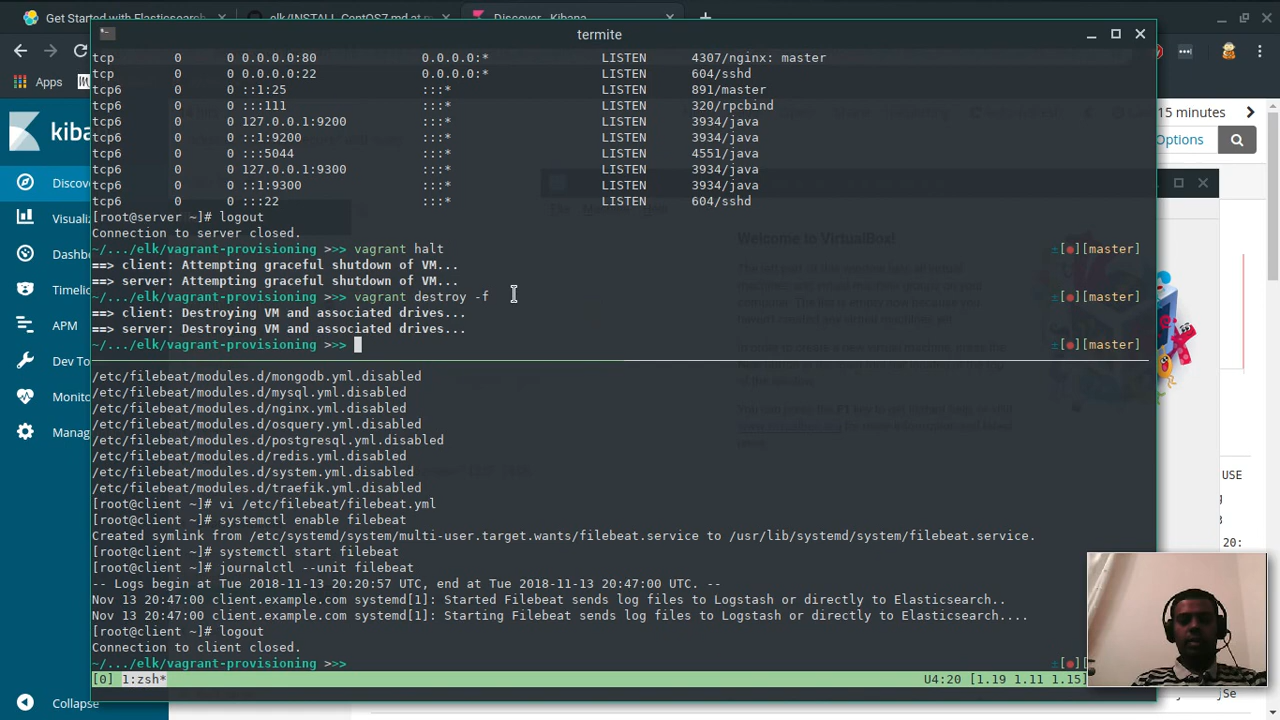 Get Started with Elasticsearch
elk/INSTALL_CentOS7.md at m
Discover - Kibana
termite
Apps
kiba
Discov
Visualiz
Dashb
Timelio
APM
Dev To
Monito
Manag
Collapse
15 minutes
Options
tcp 0 0 0.0.0.0:80 0.0.0.0:* LISTEN 4307/nginx: master
tcp 0 0 0.0.0.0:22 0.0.0.0:* LISTEN 604/sshd
tcp6 0 0 ::1:25 :::* LISTEN 891/master
tcp6 0 0 :::111 :::* LISTEN 320/rpcbind
tcp6 0 0 127.0.0.1:9200 :::* LISTEN 3934/java
tcp6 0 0 ::1:9200 :::* LISTEN 3934/java
tcp6 0 0 :::5044 :::* LISTEN 4551/java
tcp6 0 0 127.0.0.1:9300 :::* LISTEN 3934/java
tcp6 0 0 ::1:9300 :::* LISTEN 3934/java
tcp6 0 0 :::22 :::* LISTEN 604/sshd
[root@server ~]# logout
Connection to server closed.
~/.../elk/vagrant-provisioning >>> vagrant halt ±[●][master]
==> client: Attempting graceful shutdown of VM...
==> server: Attempting graceful shutdown of VM...
~/.../elk/vagrant-provisioning >>> vagrant destroy -f ±[●][master]
==> client: Destroying VM and associated drives...
==> server: Destroying VM and associated drives...
~/.../elk/vagrant-provisioning >>> ±[●][master]
Welcome to VirtualBox!
/etc/filebeat/modules.d/mongodb.yml.disabled
/etc/filebeat/modules.d/mysql.yml.disabled
/etc/filebeat/modules.d/nginx.yml.disabled
/etc/filebeat/modules.d/osquery.yml.disabled
/etc/filebeat/modules.d/postgresql.yml.disabled
/etc/filebeat/modules.d/redis.yml.disabled
/etc/filebeat/modules.d/system.yml.disabled
/etc/filebeat/modules.d/traefik.yml.disabled
[root@client ~]# vi /etc/filebeat/filebeat.yml
[root@client ~]# systemctl enable filebeat
Created symlink from /etc/systemd/system/multi-user.target.wants/filebeat.service to /usr/lib/systemd/system/filebeat.service.
[root@client ~]# systemctl start filebeat
[root@client ~]# journalctl --unit filebeat
-- Logs begin at Tue 2018-11-13 20:20:57 UTC, end at Tue 2018-11-13 20:47:00 UTC. --
Nov 13 20:47:00 client.example.com systemd[1]: Started Filebeat sends log files to Logstash or directly to Elasticsearch..
Nov 13 20:47:00 client.example.com systemd[1]: Starting Filebeat sends log files to Logstash or directly to Elasticsearch....
[root@client ~]# logout
Connection to client closed.
~/.../elk/vagrant-provisioning >>> ±[●][
[0] 1:zsh* U4:20 [1.19 1.11 1.15]
USE
20:
]Se